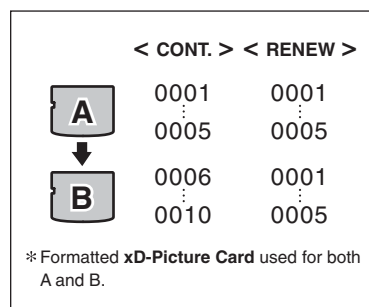 < CONT. > < RENEW >
A
0001 0001
⋮ ⋮
0005 0005
B
0006 0001
⋮ ⋮
0010 0005
* Formatted xD-Picture Card used for both
A and B.